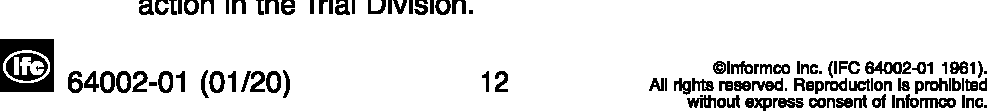 action in the Trial Division.
ifc 64002-01 (01/20) 12 ©Informco Inc. (IFC 64002-01 1961).
All rights reserved. Reproduction is prohibited
without express consent of Informco Inc.